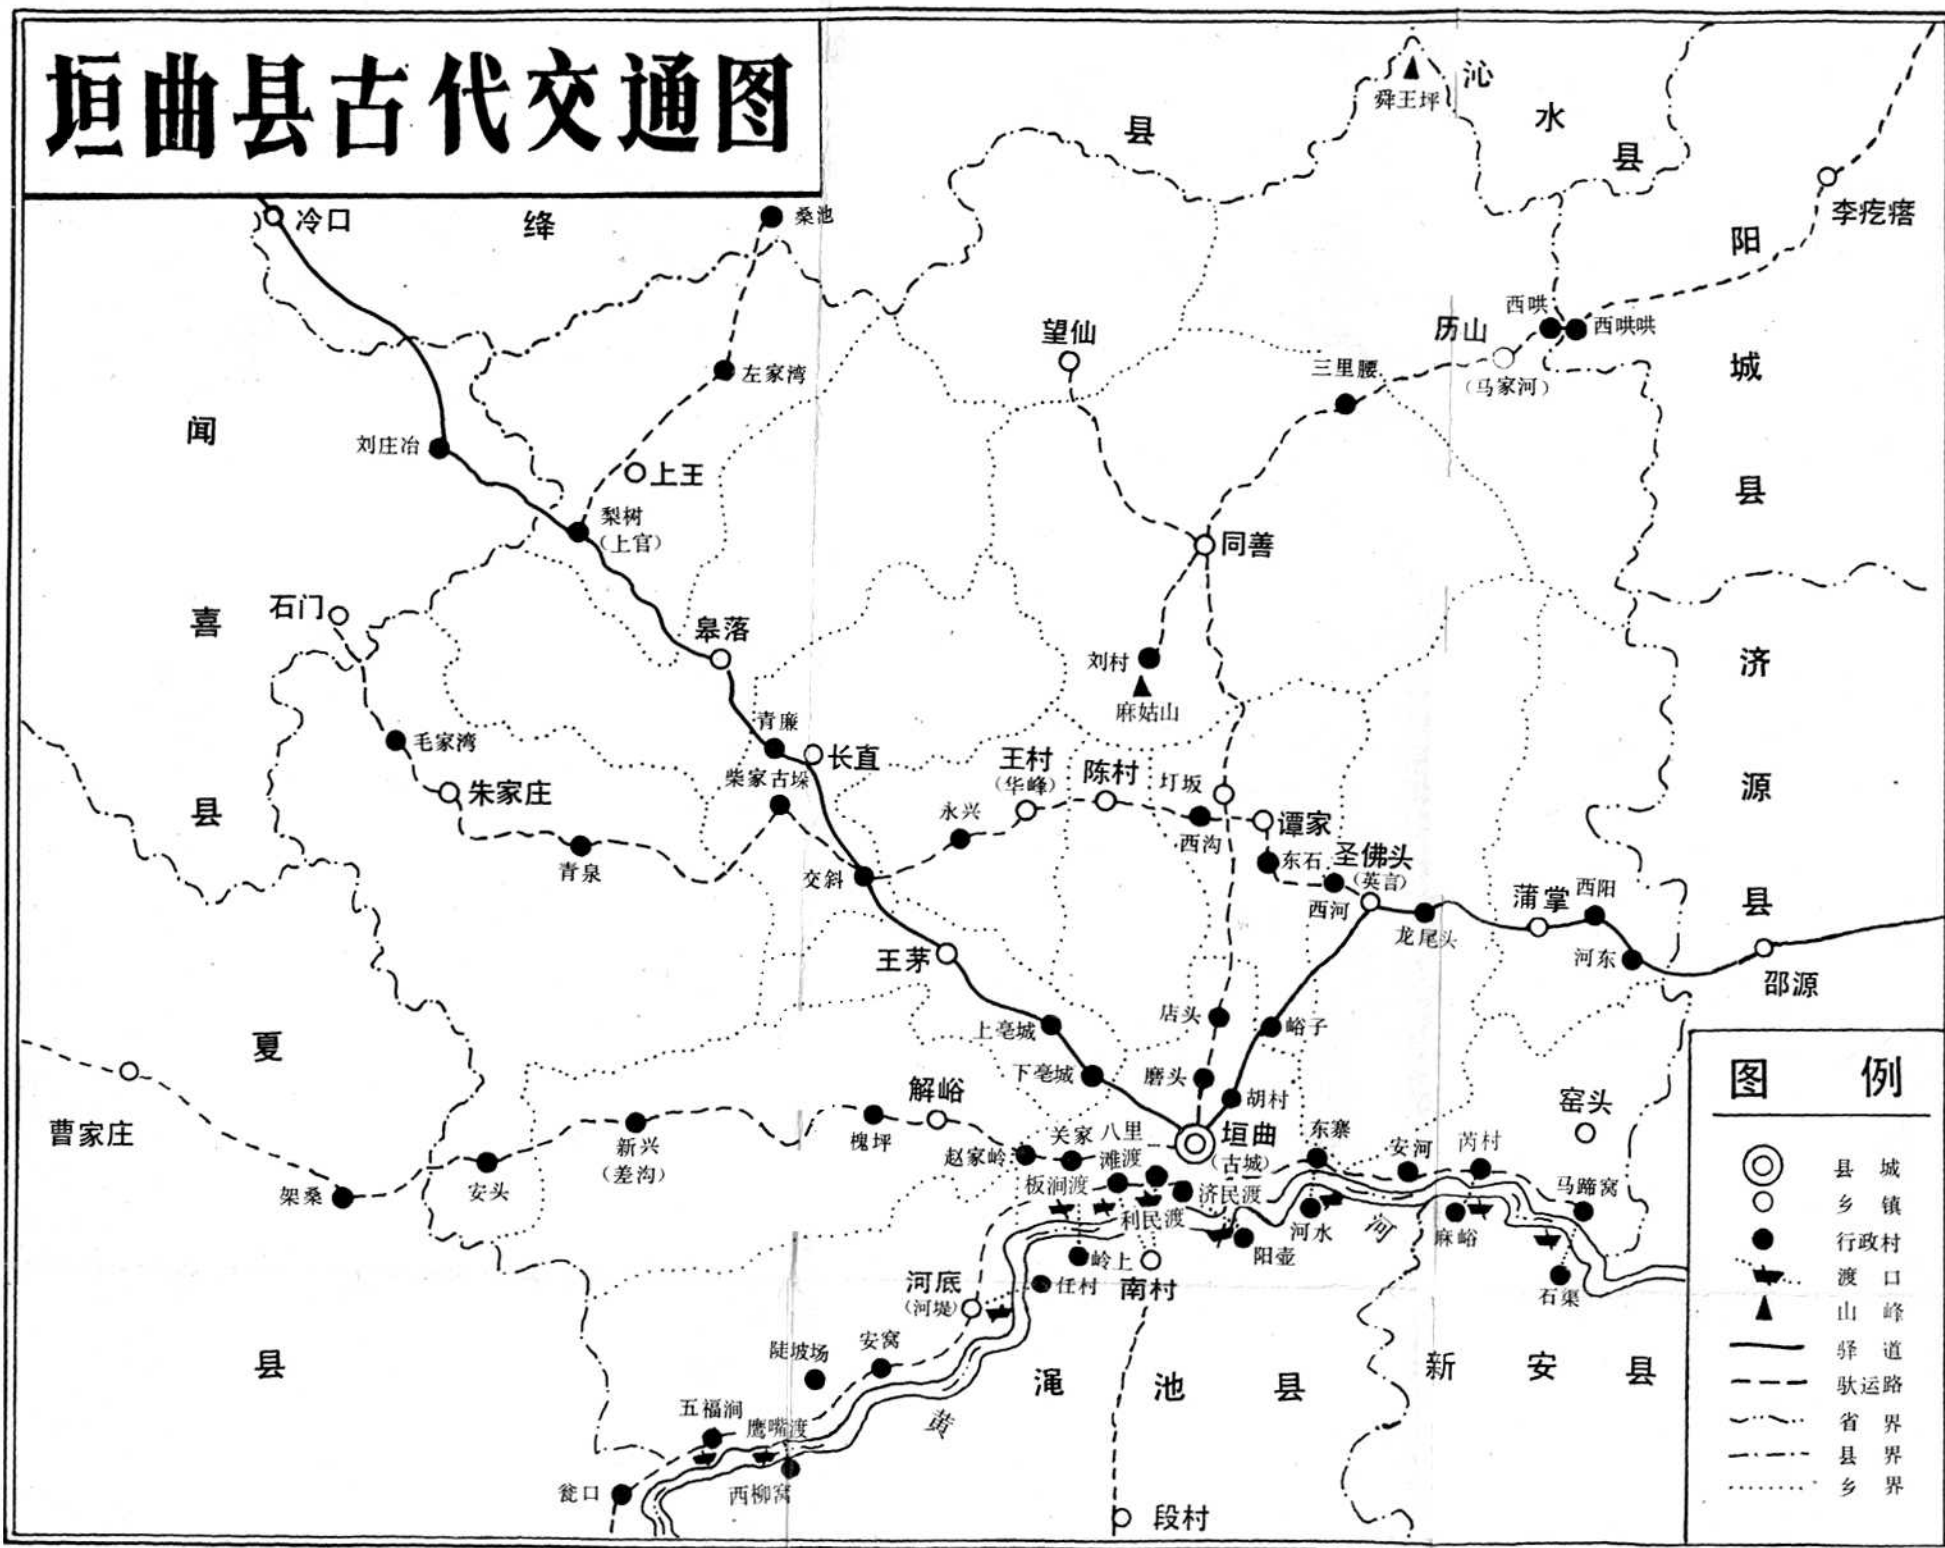 垣曲县古代交通图
沁
舜王坪
县
水
县
李疙瘩
冷口
绛
桑池
阳
西哄
西哄哄
历山
望仙
(马家河)
三里腰
城
左家湾
闻
刘庄冶
上王
县
梨树
(上官)
同善
石门
喜
皋落
刘村
济
麻姑山
青廉
毛家湾
长直
王村
(华峰)
陈村
圢坂
柴家古垛
朱家庄
源
县
永兴
谭家
西沟
青泉
交斜
东石
圣佛头
(英言)
西河
蒲掌
西阳
县
龙尾头
王茅
河东
邵源
店头
峪子
上亳城
夏
下亳城
磨头
胡村
解峪
窑头
曹家庄
新兴
(差沟)
槐坪
赵家岭
关家
八里
滩渡
垣曲
(古城)
东寨
安河
芮村
架桑
安头
板涧渡
济民渡
马蹄窝
利民渡
河水
河
麻峪
阳壶
岭上
河底
(河堤)
任村
南村
石渠
县
陡坡场
安窝
渑
池
县
新
安
县
五福涧
鹰嘴渡
黄
瓮口
西柳窝
段村
图 例
县 城
乡 镇
行政村
渡 口
山 峰
驿 道
驮运路
省 界
县 界
乡 界